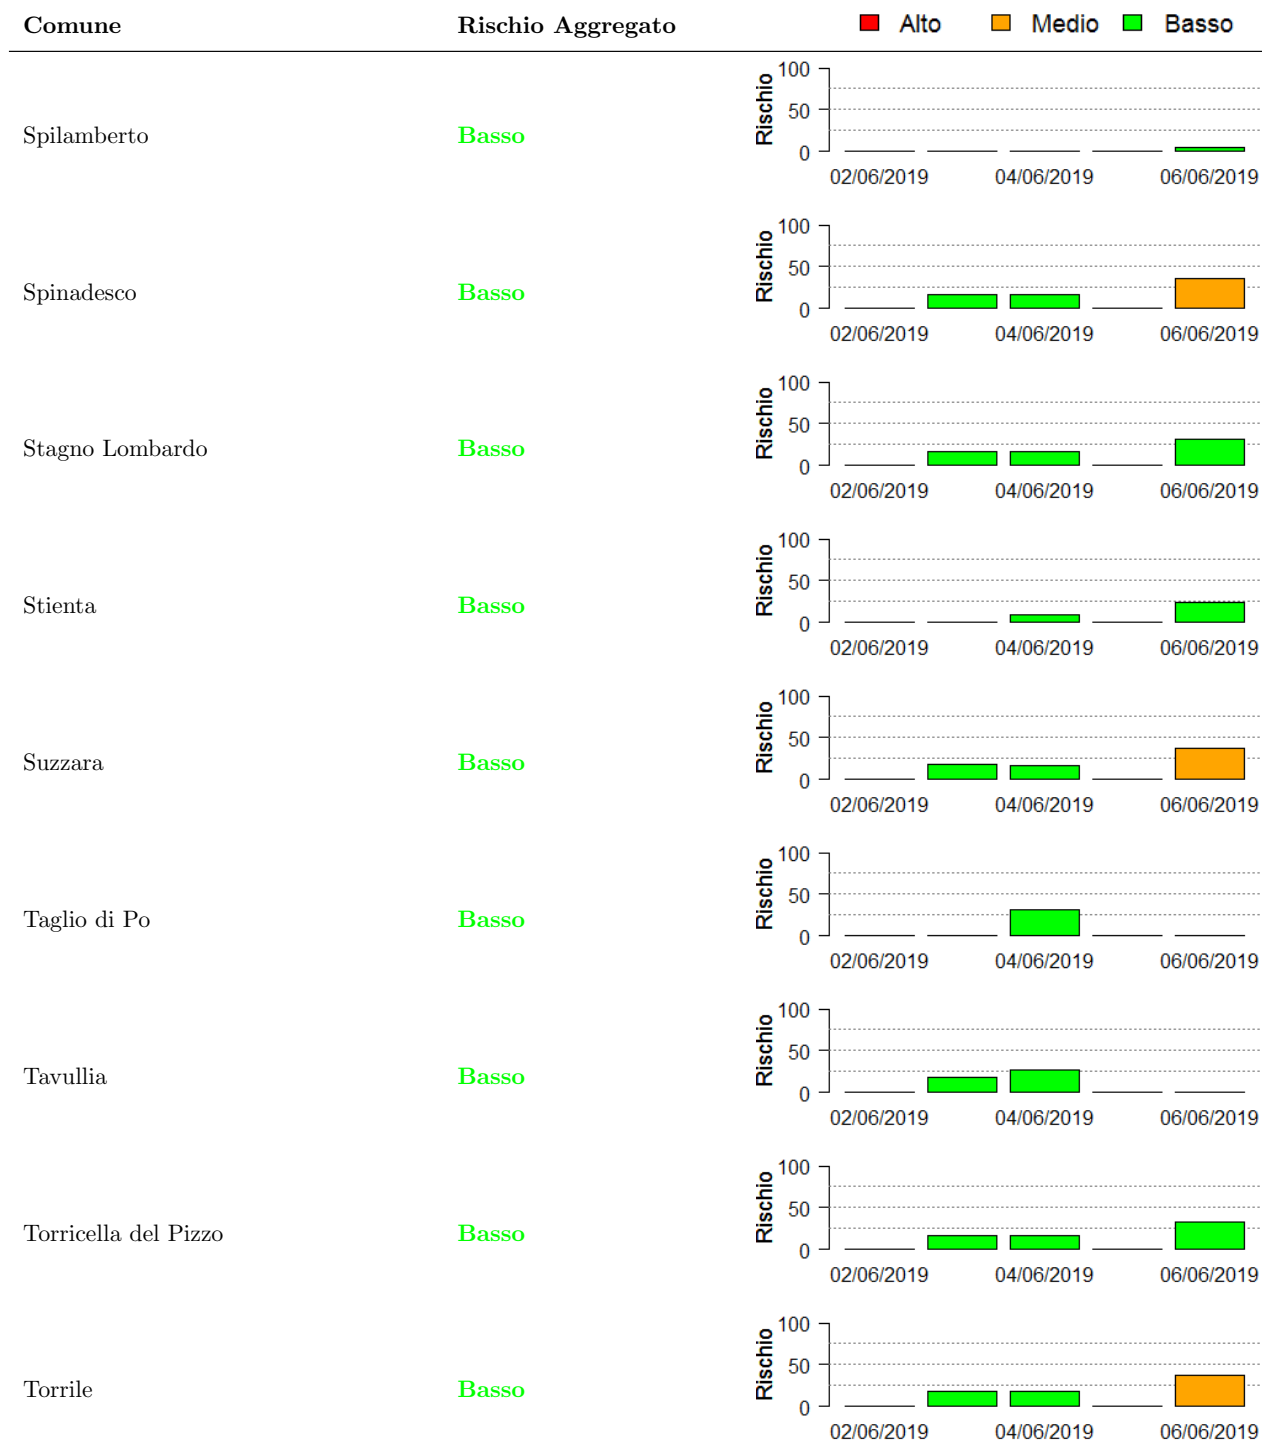 Comune Rischio Aggregato Alto Medio Basso
Spilamberto Basso Rischio 100 50 0
02/06/2019 04/06/2019 06/06/2019
Spinadesco Basso Rischio 100 50 0
02/06/2019 04/06/2019 06/06/2019
Stagno Lombardo Basso Rischio 100 50 0
02/06/2019 04/06/2019 06/06/2019
Stienta Basso Rischio 100 50 0
02/06/2019 04/06/2019 06/06/2019
Suzzara Basso Rischio 100 50 0
02/06/2019 04/06/2019 06/06/2019
Taglio di Po Basso Rischio 100 50 0
02/06/2019 04/06/2019 06/06/2019
Tavullia Basso Rischio 100 50 0
02/06/2019 04/06/2019 06/06/2019
Torricella del Pizzo Basso Rischio 100 50 0
02/06/2019 04/06/2019 06/06/2019
Torrile Basso Rischio 100 50 0
02/06/2019 04/06/2019 06/06/2019